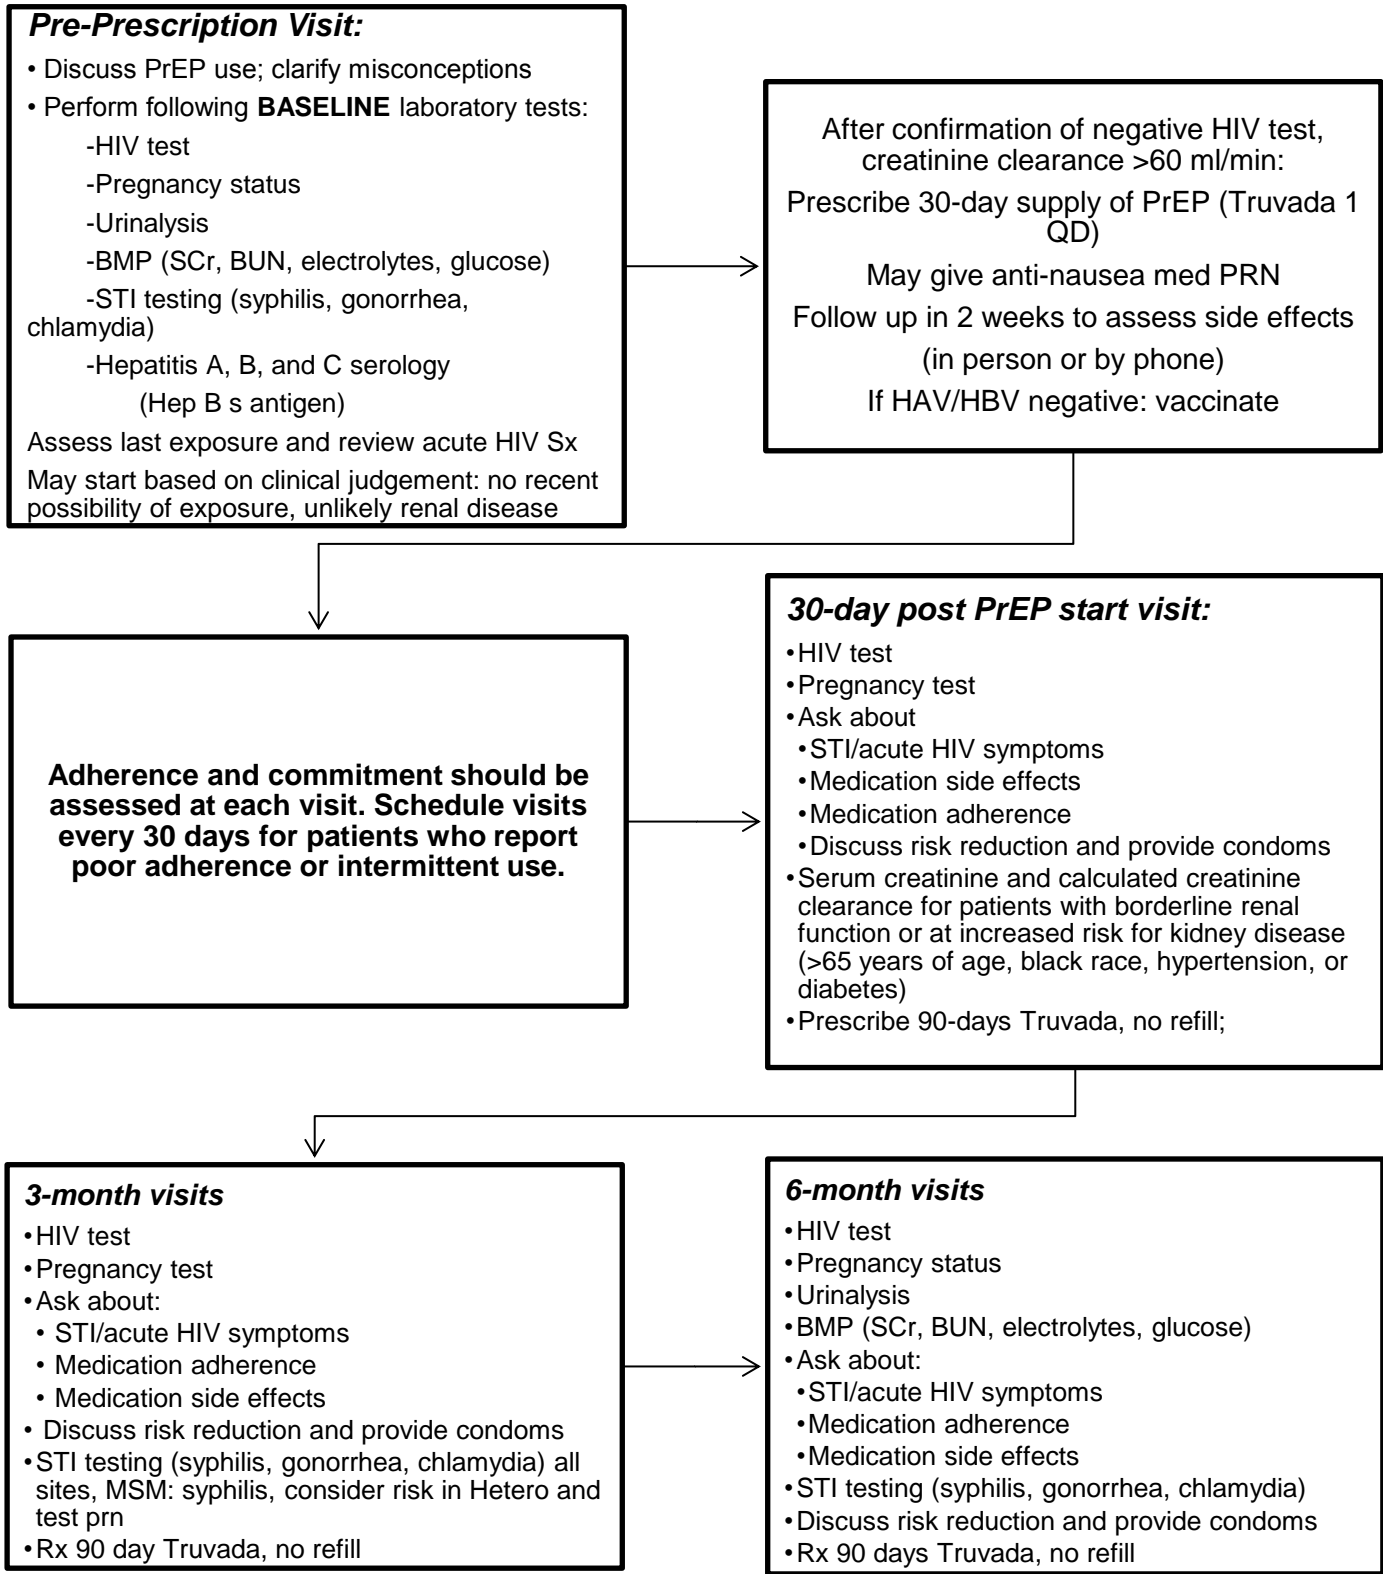 Pre-Prescription Visit:
• Discuss PrEP use; clarify misconceptions
• Perform following BASELINE laboratory tests:
-HIV test
-Pregnancy status
-Urinalysis
-BMP (SCr, BUN, electrolytes, glucose)
-STI testing (syphilis, gonorrhea,
chlamydia)
-Hepatitis A, B, and C serology
(Hep B s antigen)
Assess last exposure and review acute HIV Sx
May start based on clinical judgement: no recent
possibility of exposure, unlikely renal disease
After confirmation of negative HIV test,
creatinine clearance >60 ml/min:
Prescribe 30-day supply of PrEP (Truvada 1
QD)
May give anti-nausea med PRN
Follow up in 2 weeks to assess side effects
(in person or by phone)
If HAV/HBV negative: vaccinate
Adherence and commitment should be
assessed at each visit. Schedule visits
every 30 days for patients who report
poor adherence or intermittent use.
30-day post PrEP start visit:
•HIV test
•Pregnancy test
•Ask about
•STI/acute HIV symptoms
•Medication side effects
•Medication adherence
•Discuss risk reduction and provide condoms
•Serum creatinine and calculated creatinine
clearance for patients with borderline renal
function or at increased risk for kidney disease
(>65 years of age, black race, hypertension, or
diabetes)
•Prescribe 90-days Truvada, no refill;
3-month visits
•HIV test
•Pregnancy test
•Ask about:
• STI/acute HIV symptoms
• Medication adherence
• Medication side effects
• Discuss risk reduction and provide condoms
•STI testing (syphilis, gonorrhea, chlamydia) all
sites, MSM: syphilis, consider risk in Hetero and
test prn
•Rx 90 day Truvada, no refill
6-month visits
•HIV test
•Pregnancy status
•Urinalysis
•BMP (SCr, BUN, electrolytes, glucose)
•Ask about:
•STI/acute HIV symptoms
•Medication adherence
•Medication side effects
•STI testing (syphilis, gonorrhea, chlamydia)
•Discuss risk reduction and provide condoms
•Rx 90 days Truvada, no refill